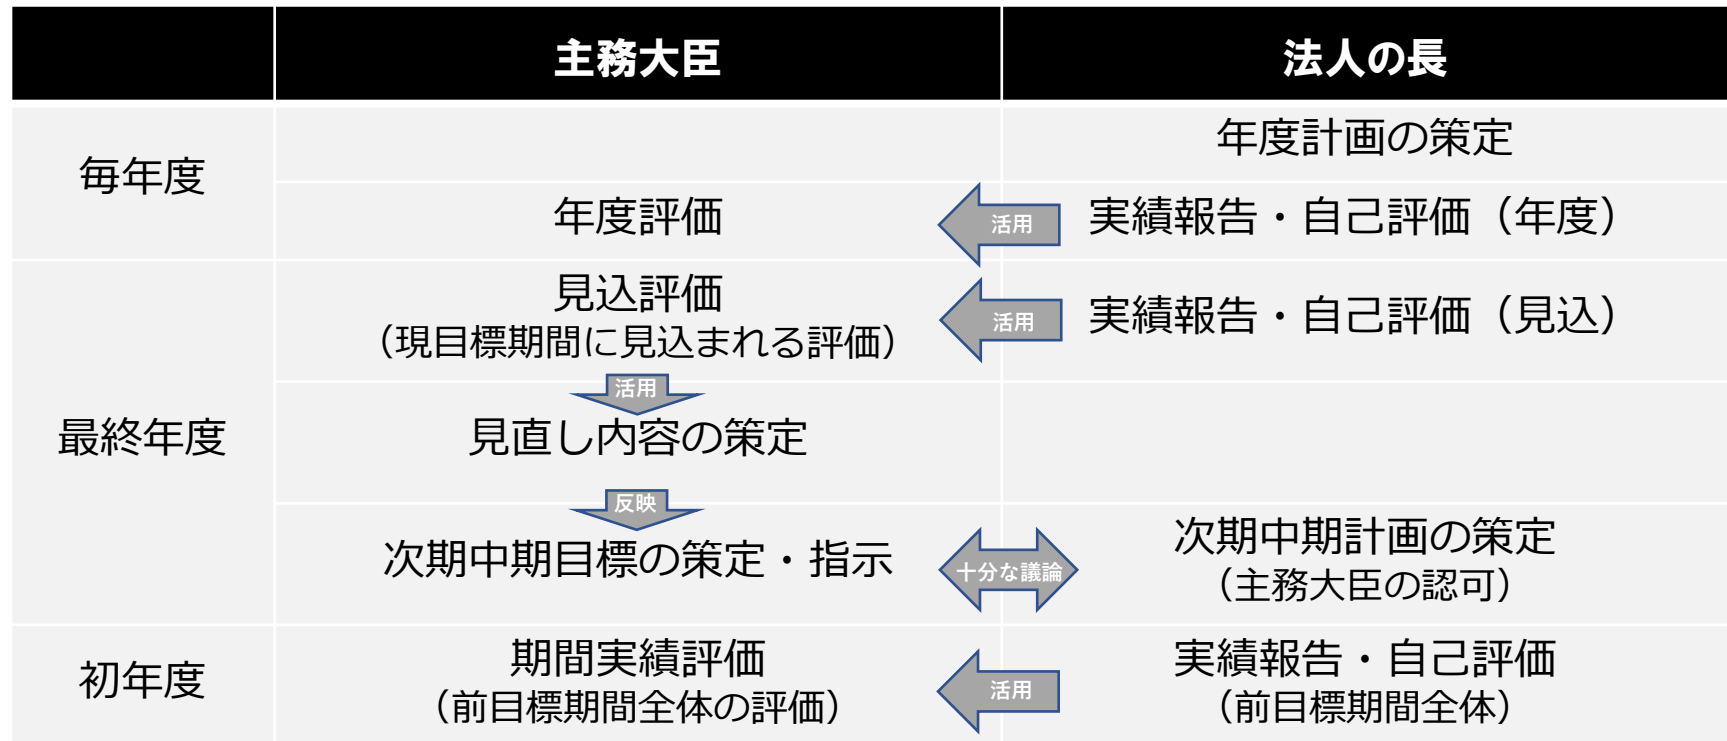 主務大臣
法人の長
毎年度
年度計画の策定
年度評価
活用
実績報告・自己評価（年度）
最終年度
見込評価
（現目標期間に見込まれる評価）
活用
実績報告・自己評価（見込）
活用
見直し内容の策定
反映
次期中期目標の策定・指示
十分な議論
次期中期計画の策定
（主務大臣の認可）
初年度
期間実績評価
（前目標期間全体の評価）
活用
実績報告・自己評価
（前目標期間全体）